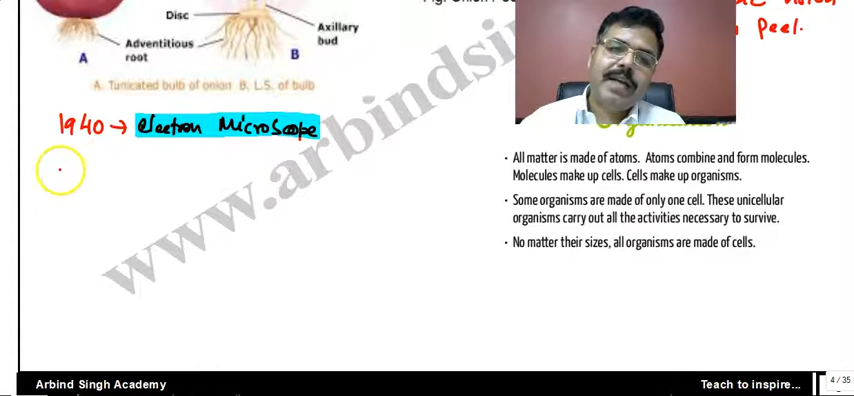 Disc
Axillary
bud
Adventitious
root
A
B
A. Tunicated bulb of onion B. L.S. of bulb
Peel.
1940 → electron MicroScope
www.arbindsin
• All matter is made of atoms. Atoms combine and form molecules.
Molecules make up cells. Cells make up organisms.
• Some organisms are made of only one cell. These unicellular
organisms carry out all the activities necessary to survive.
• No matter their sizes, all organisms are made of cells.
Arbind Singh Academy
Teach to inspire...
4 / 35